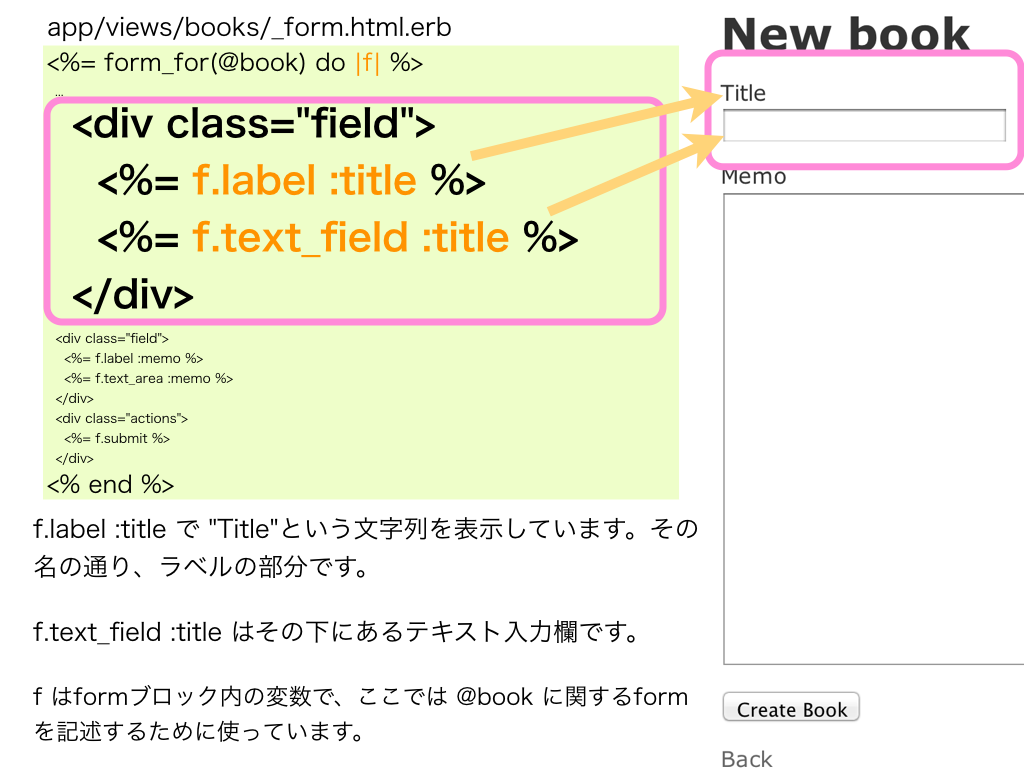 app/views/books/_form.html.erb
<%= form_for(@book) do |f| %>
...
<div class="field">
<%= f.label :title %>
<%= f.text_field :title %>
</div>
<div class="field">
<%= f.label :memo %>
<%= f.text_area :memo %>
</div>
<div class="actions">
<%= f.submit %>
</div>
<% end %>
f.label :title で "Title"という文字列を表示しています。その
名の通り、ラベルの部分です。
f.text_field :title はその下にあるテキスト入力欄です。
f はformブロック内の変数で、ここでは @book に関するform
を記述するために使っています。
New book
Title
Memo
Create Book
Back